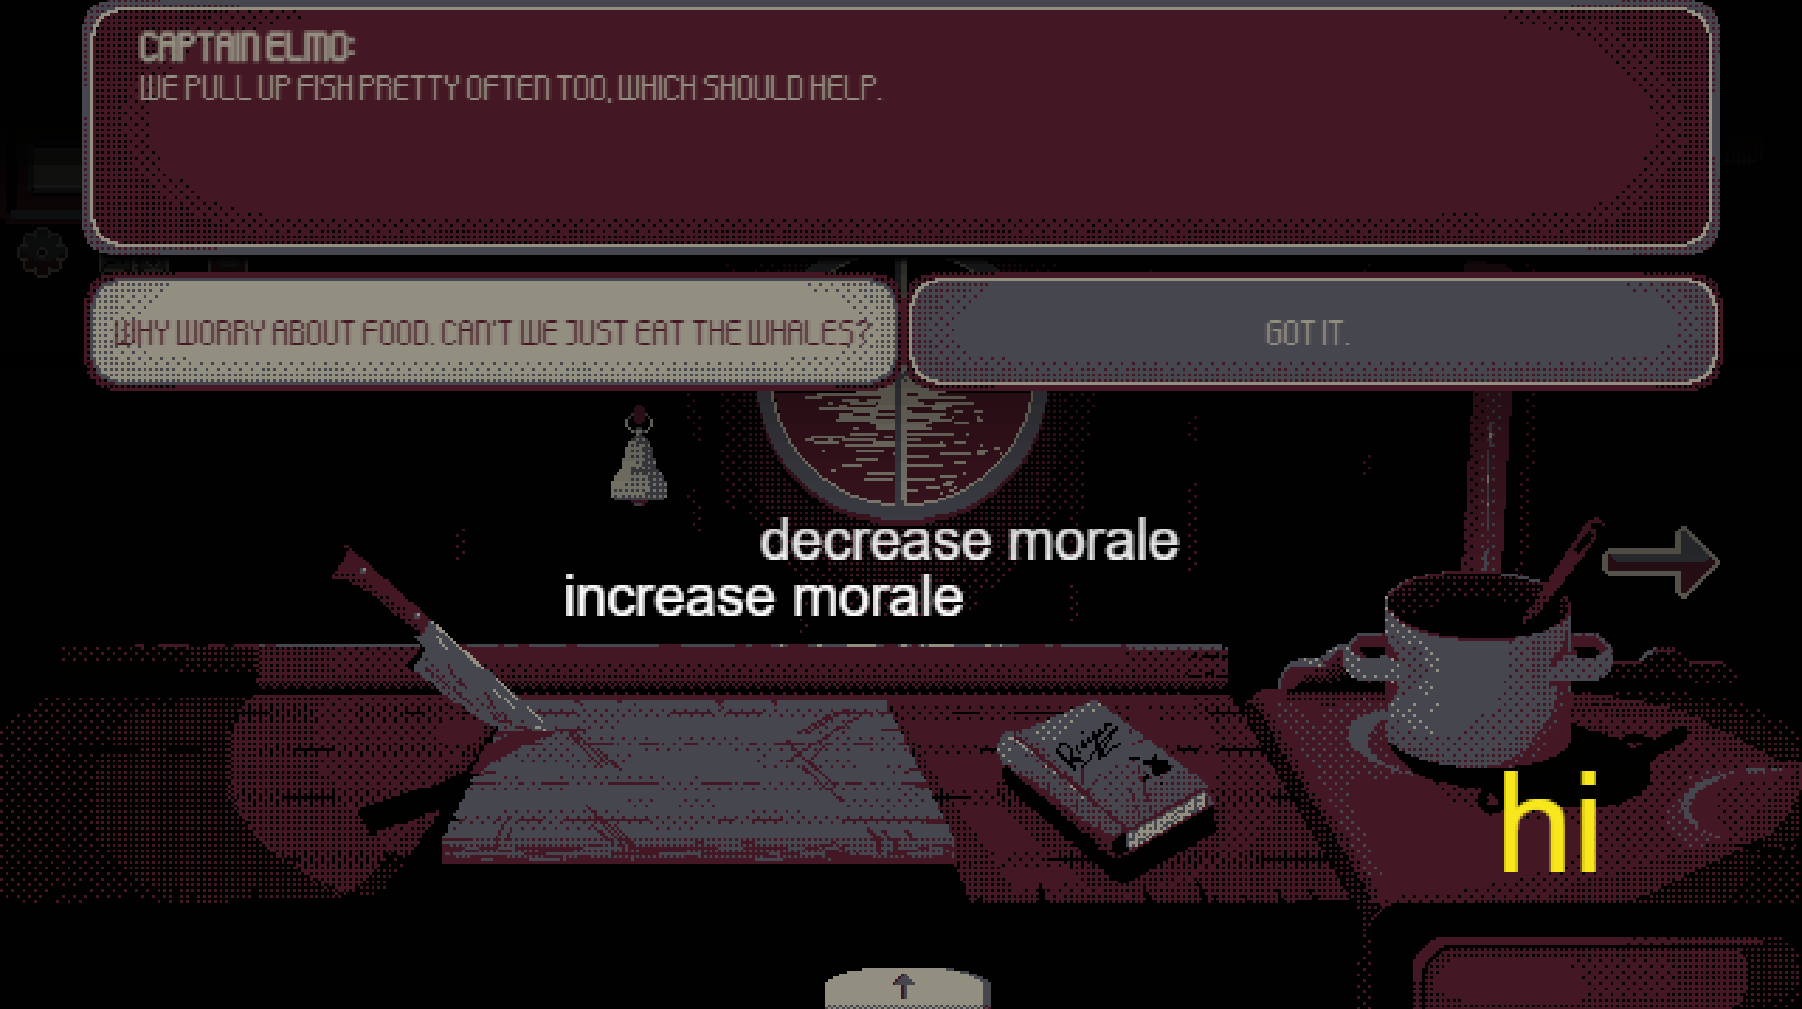 CAPTAIN ELMO:
WE PULL UP FISH PRETTY OFTEN TOO, WHICH SHOULD HELP.
WHY WORRY ABOUT FOOD. CAN'T WE JUST EAT THE WHALES?
GOT IT.
decrease morale
increase morale
hi